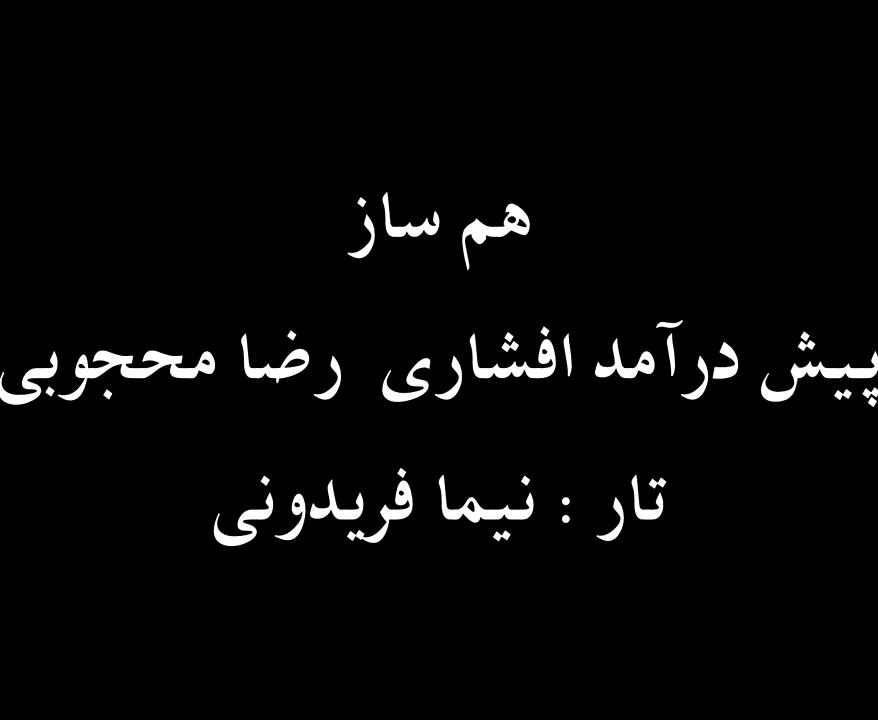 هم ساز
پیش درآمد افشاری رضا محجوبی
تار : نیما فریدونی